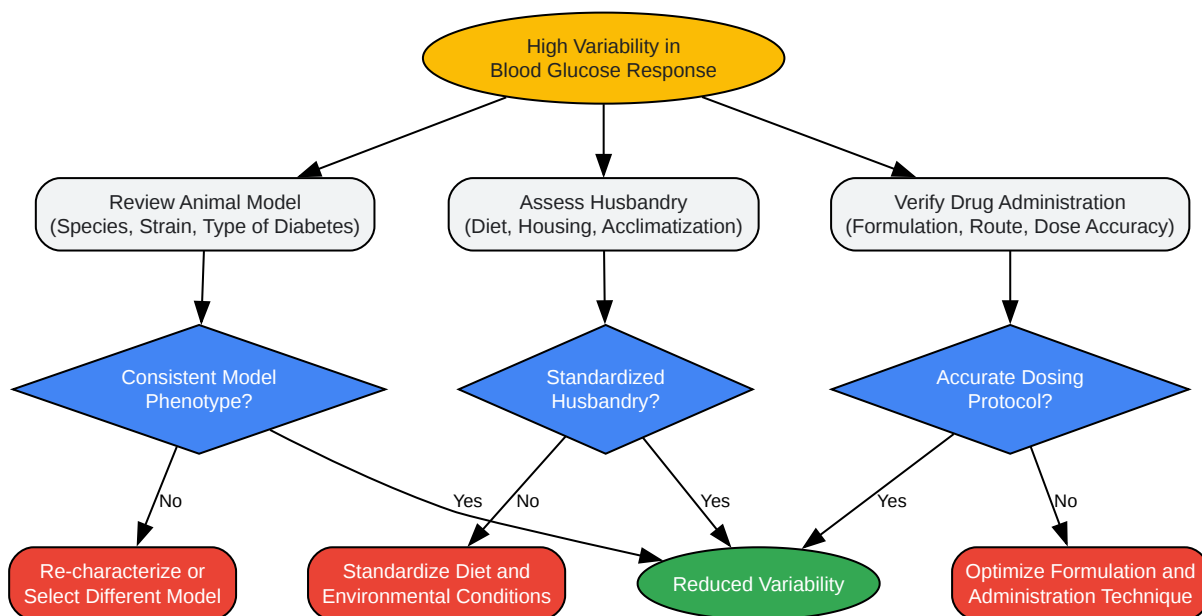 High Variability in
Blood Glucose Response
Review Animal Model
(Species, Strain, Type of Diabetes)
Assess Husbandry
(Diet, Housing, Acclimatization)
Verify Drug Administration
(Formulation, Route, Dose Accuracy)
Consistent Model
Phenotype?
Standardized
Husbandry?
Accurate Dosing
Protocol?
No
Yes
No
Yes
Yes
No
Re-characterize or
Select Different Model
Standardize Diet and
Environmental Conditions
Reduced Variability
Optimize Formulation and
Administration Technique